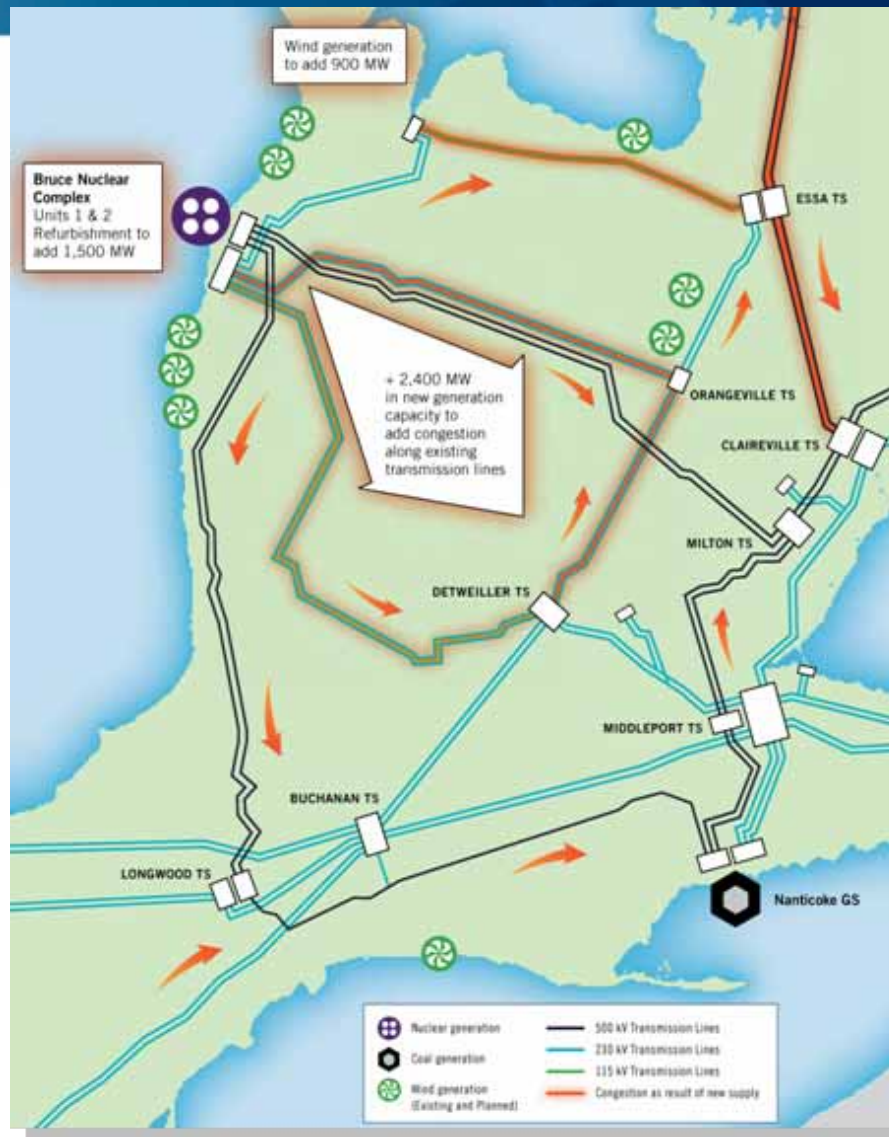 Wind generation
to add 900 MW
Bruce Nuclear
Complex
Units 1 & 2
Refurbishment to
add 1,500 MW
ESSA TS
+ 2,400 MW
in new generation
capacity to
add congestion
along existing
transmission lines
ORANGEVILLE TS
CLAIREVILLE TS
MILTON TS
DETWEILLER TS
MIDDLEPORT TS
BUCHANAN TS
LONGWOOD TS
Nanticoke GS
Nuclear generation
Coal generation
Wind generation
(Existing and Planned)
500 kV Transmission Lines
230 kV Transmission Lines
115 kV Transmission Lines
Congestion as result of new supply